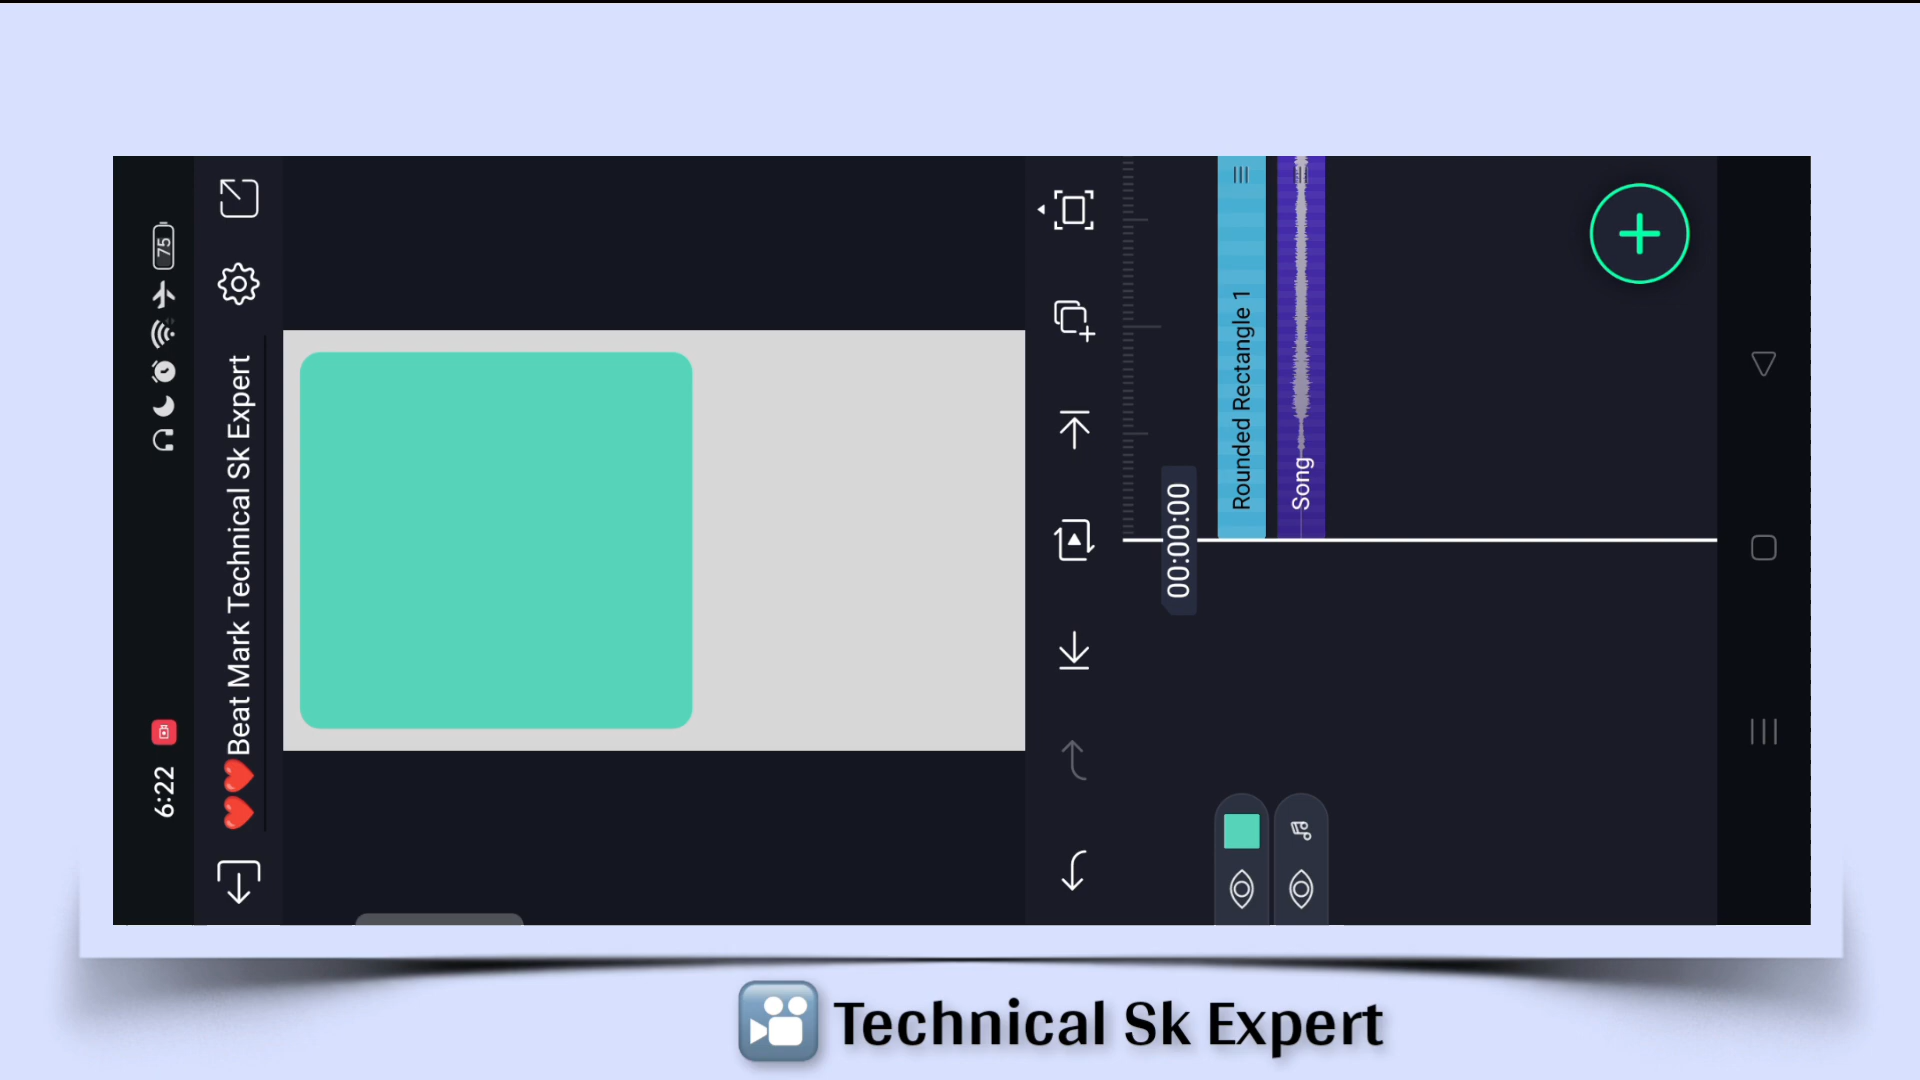 6:22
75
❤️❤️Beat Mark Technical Sk Expert
00:00:00
Rounded Rectangle 1
Song
Technical Sk Expert